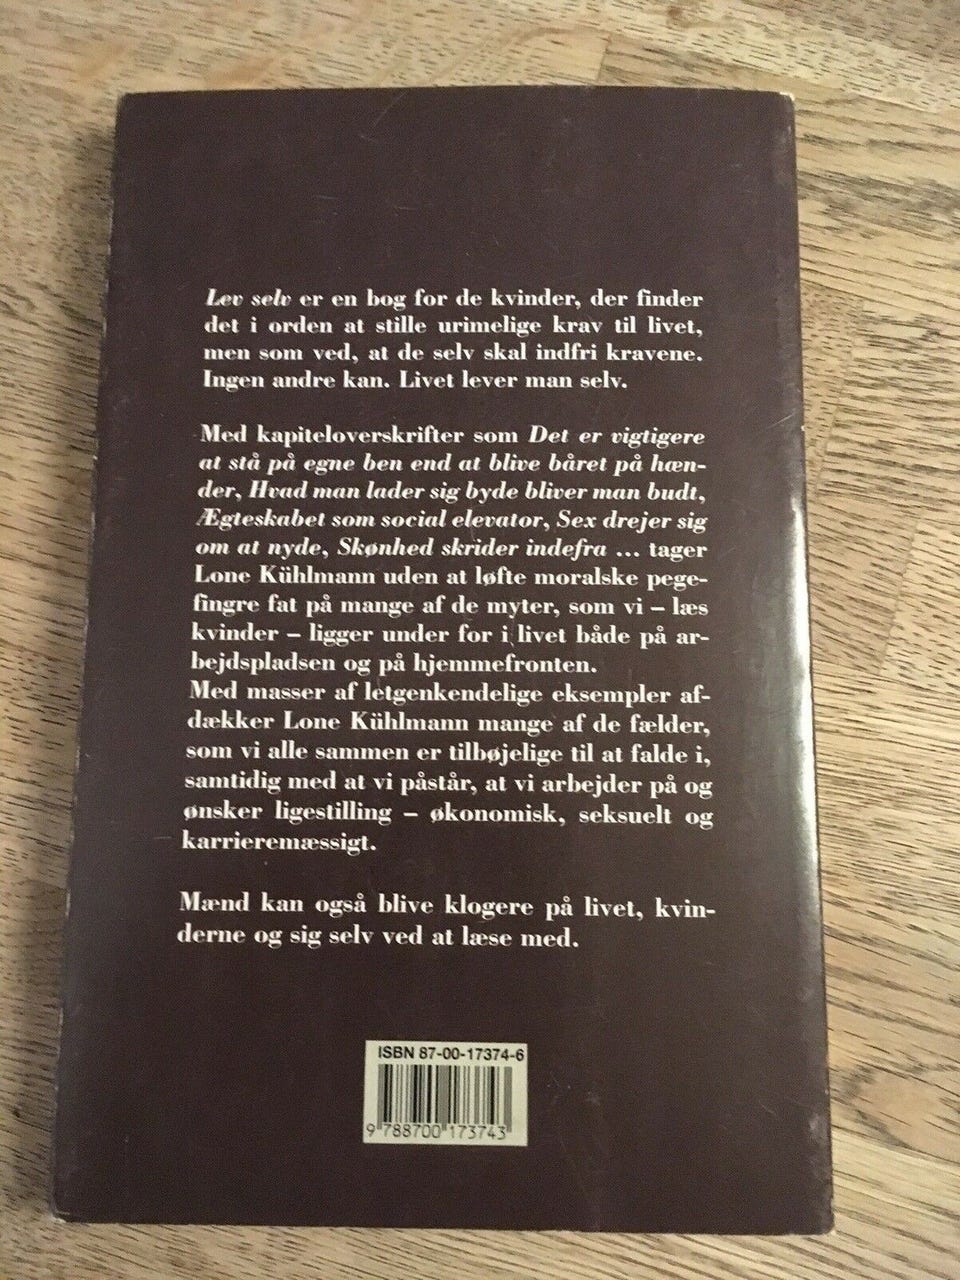 Lev selv er en bog for de kvinder, der finder
det i orden at stille urimelige krav til livet,
men som ved, at de selv skal indfri kravene.
Ingen andre kan. Livet lever man selv.
Med kapiteloverskrifter som Det er vigtigere
at stå på egne ben end at blive båret på hæn-
der, Hvad man lader sig byde bliver man budt,
Ægteskabet som social elevator, Sex drejer sig
om at nyde, Skønhed skrider indefra ... tager
Lone Kühlmann uden at løfte moralske pege-
fingre fat på mange af de myter, som vi – læs
kvinder – ligger under for i livet både på ar-
bejdspladsen og på hjemmefronten.
Med masser af letgenkendelige eksempler af-
dækker Lone Kühlmann mange af de fælder,
som vi alle sammen er tilbøjelige til at falde i,
samtidig med at vi påstår, at vi arbejder på og
ønsker ligestilling – økonomisk, seksuelt og
karrieremæssigt.
Mænd kan også blive klogere på livet, kvin-
derne og sig selv ved at læse med.
ISBN 87-00-17374-6
9 788700 173743